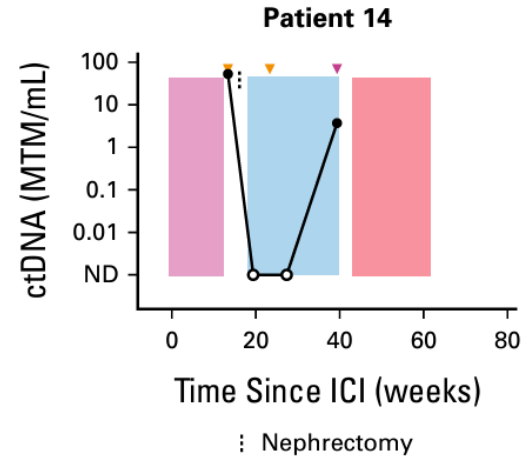 Patient 14
ctDNA (MTM/mL)
100
10
1
0.1
0.01
ND
0 20 40 60 80
Time Since ICI (weeks)
Nephrectomy